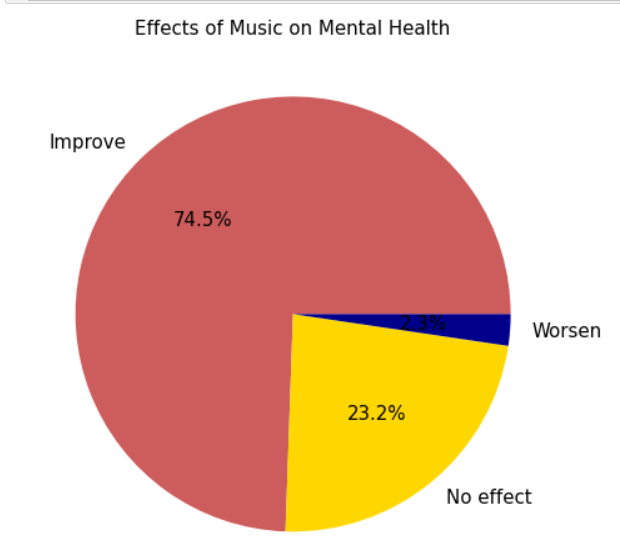 Effects of Music on Mental Health
Improve
74.5%
2.3%
Worsen
23.2%
No effect